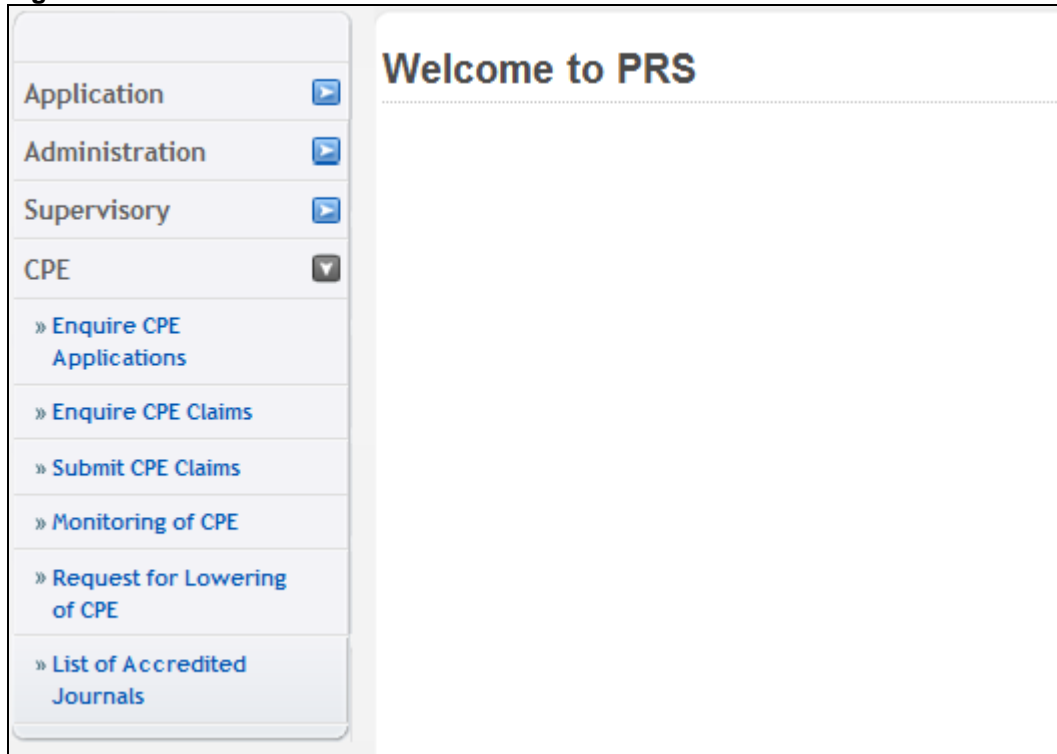 Welcome to PRS
Application
Administration
Supervisory
CPE
» Enquire CPE
Applications
» Enquire CPE Claims
» Submit CPE Claims
» Monitoring of CPE
» Request for Lowering
of CPE
» List of Accredited
Journals